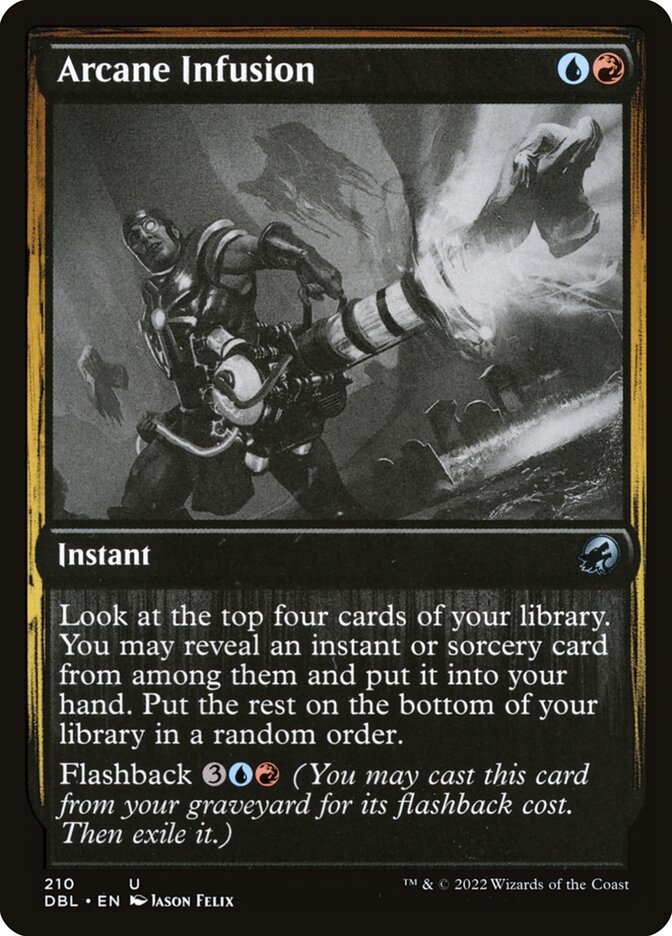 Arcane Infusion
Instant
Look at the top four cards of your library.
You may reveal an instant or sorcery card
from among them and put it into your
hand. Put the rest on the bottom of your
library in a random order.
Flashback 3 (You may cast this card
from your graveyard for its flashback cost.
Then exile it.)
210 U
DBL • EN Jason Felix
™ & © 2022 Wizards of the Coast